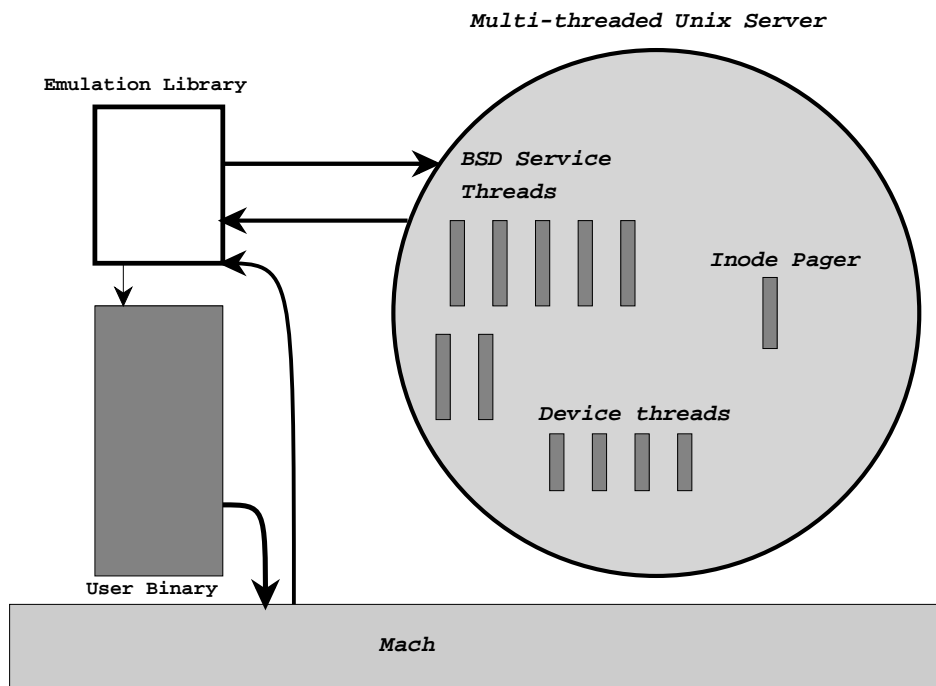 Multi-threaded Unix Server
Emulation Library
BSD Service
Threads
Inode Pager
Device threads
User Binary
Mach